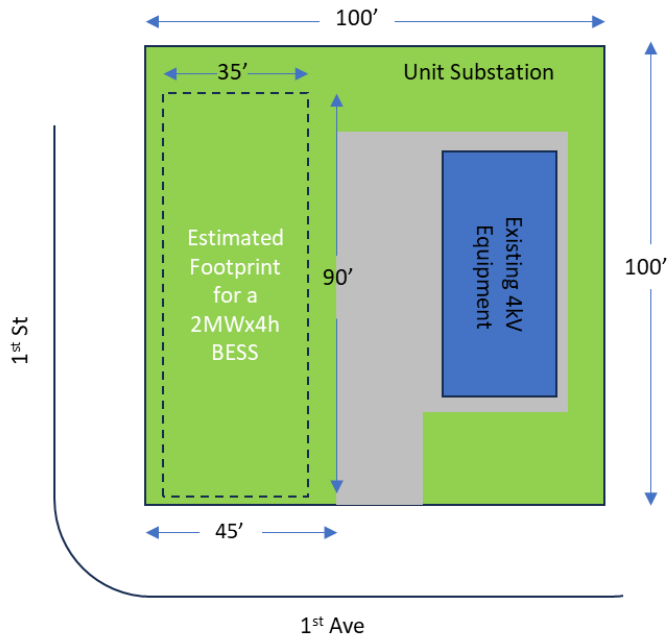 100’
35’
Unit Substation
Estimated
Footprint
for a
2MWx4h
BESS
90’
Existing 4kV
Equipment
100’
1st St
45’
1st Ave